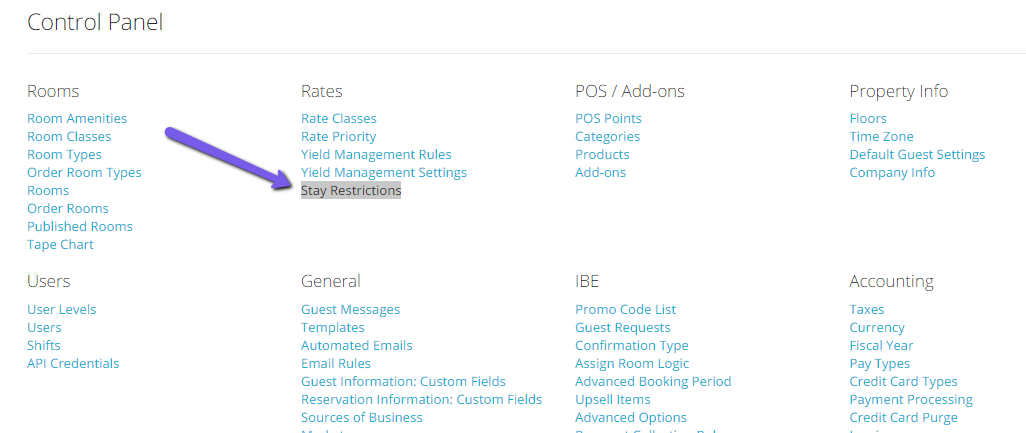 Control Panel
Rooms
Room Amenities
Room Classes
Room Types
Order Room Types
Rooms
Order Rooms
Published Rooms
Tape Chart
Rates
Rate Classes
Rate Priority
Yield Management Rules
Yield Management Settings
Stay Restrictions
POS / Add-ons
POS Points
Categories
Products
Add-ons
Property Info
Floors
Time Zone
Default Guest Settings
Company Info
Users
User Levels
Users
Shifts
API Credentials
General
Guest Messages
Templates
Automated Emails
Email Rules
Guest Information: Custom Fields
Reservation Information: Custom Fields
Sources of Business
IBE
Promo Code List
Guest Requests
Confirmation Type
Assign Room Logic
Advanced Booking Period
Upsell Items
Advanced Options
Accounting
Taxes
Currency
Fiscal Year
Pay Types
Credit Card Types
Payment Processing
Credit Card Purge